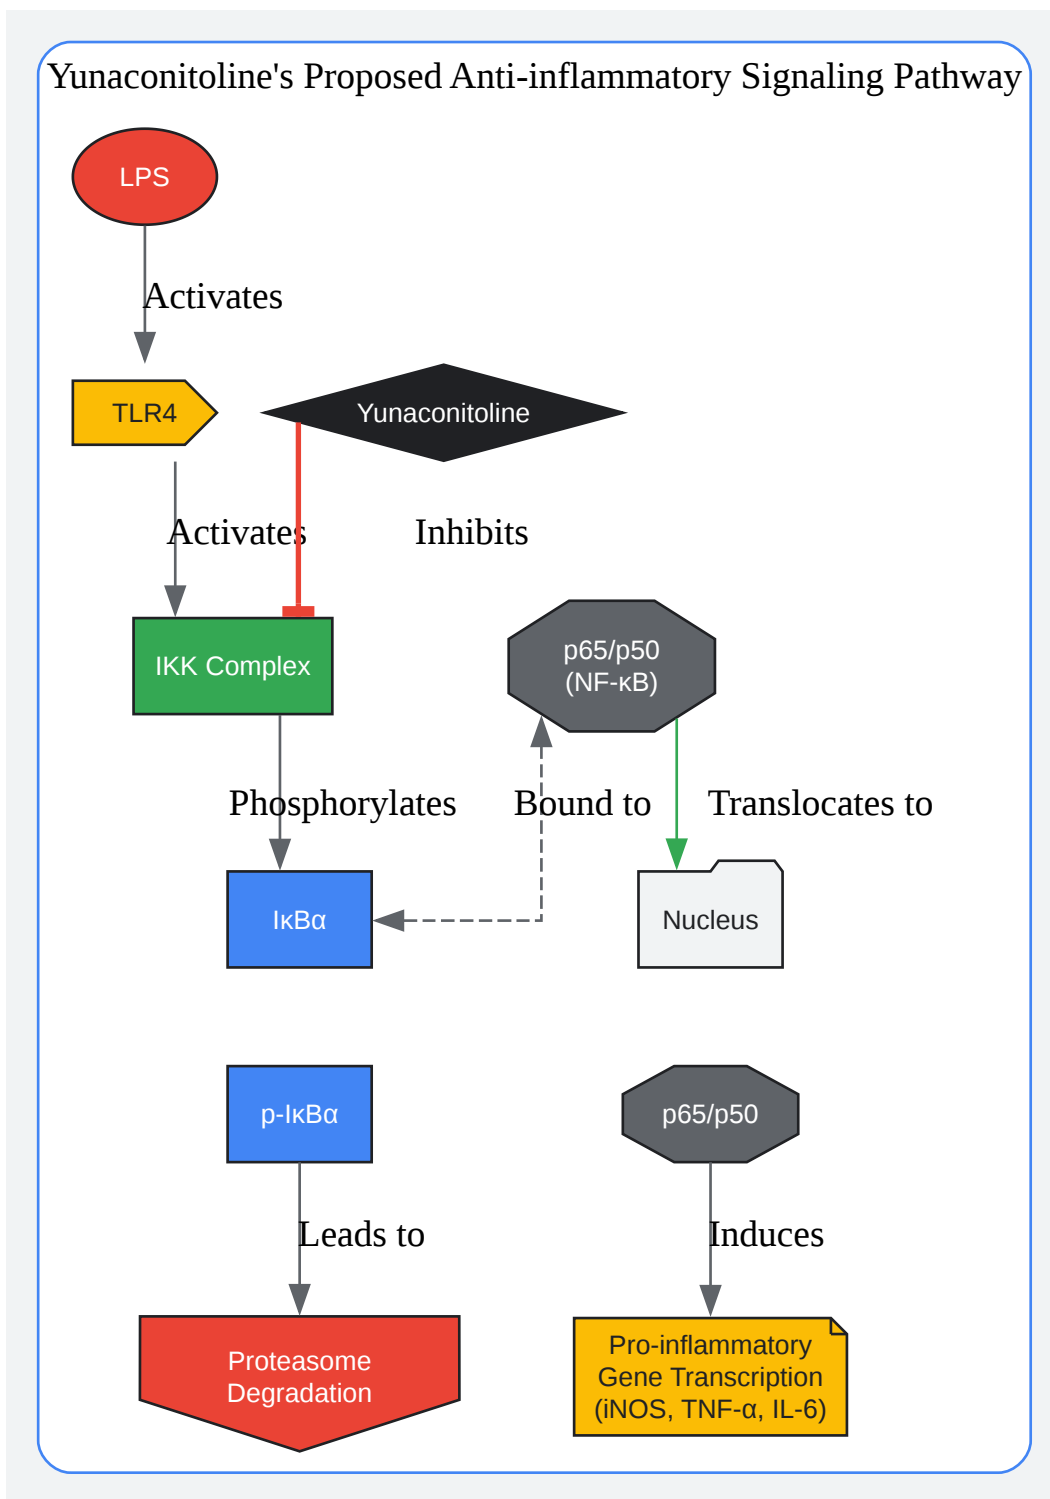 Yunaconitoline's Proposed Anti-inflammatory Signaling Pathway
LPS
Activates
TLR4
Yunaconitoline
Activates
Inhibits
IKK Complex
p65/p50
(NF-κB)
Phosphorylates
Bound to
Translocates to
IκBα
Nucleus
p-IκBα
p65/p50
Leads to
Induces
Proteasome
Degradation
Pro-inflammatory
Gene Transcription
(iNOS, TNF-α, IL-6)